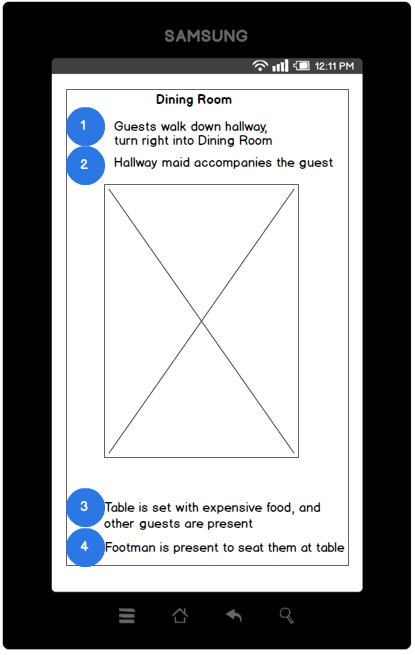 SAMSUNG
12:11 PM
Dining Room
1 Guests walk down hallway,
turn right into Dining Room
2 Hallway maid accompanies the guest
3 Table is set with expensive food, and
other guests are present
4 Footman is present to seat them at table